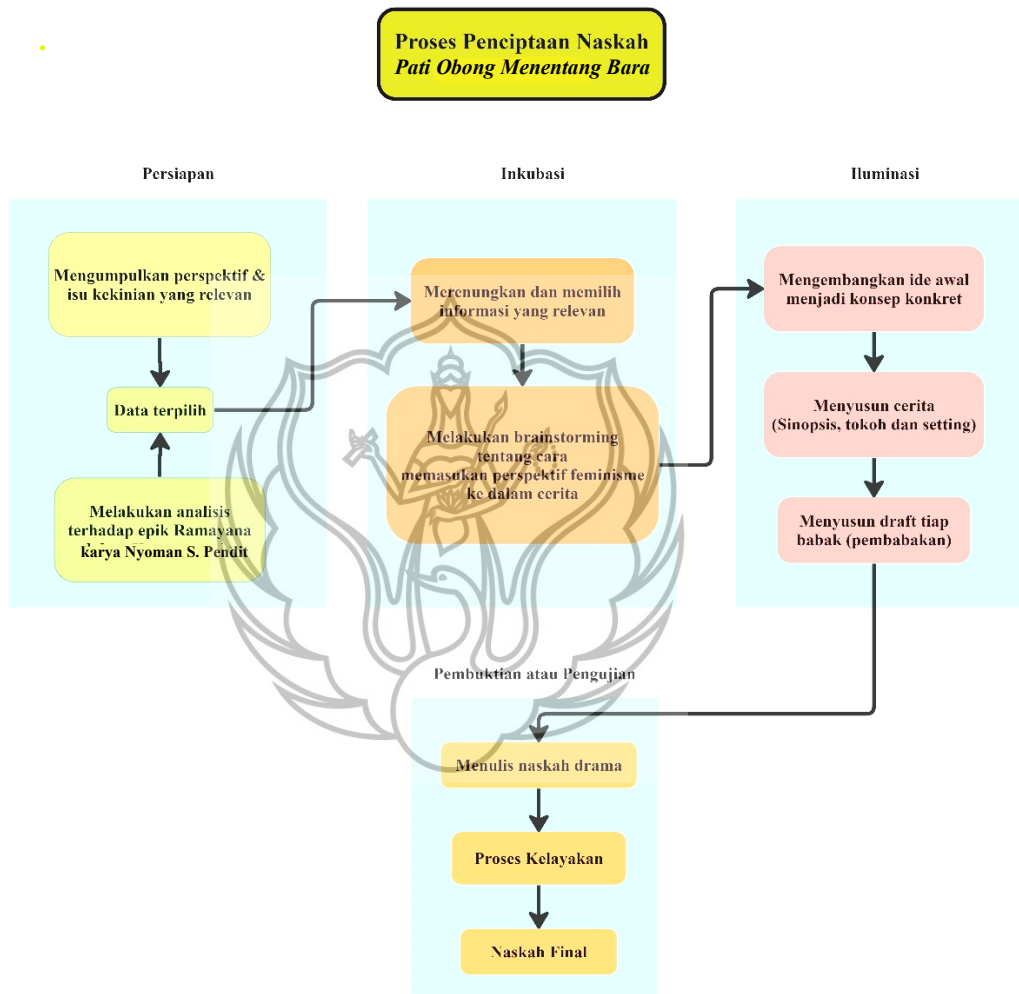 Proses Penciptaan Naskah
Pati Obong Menentang Bara
Persiapan
Mengumpulkan perspektif &
isu kekinian yang relevan
Data terpilih
Melakukan analisis
terhadap epik Ramayana
karya Nyoman S. Pendit
Inkubasi
Merenungkan dan memilih
informasi yang relevan
Melakukan brainstorming
tentang cara
memasukan perspektif feminisme
ke dalam cerita
Iluminasi
Mengembangkan ide awal
menjadi konsep konkret
Menyusun cerita
(Sinopsis, tokoh dan setting)
Menyusun draft tiap
babak (pembabakan)
Pembuktian atau Pengujian
Menulis naskah drama
Proses Kelayakan
Naskah Final